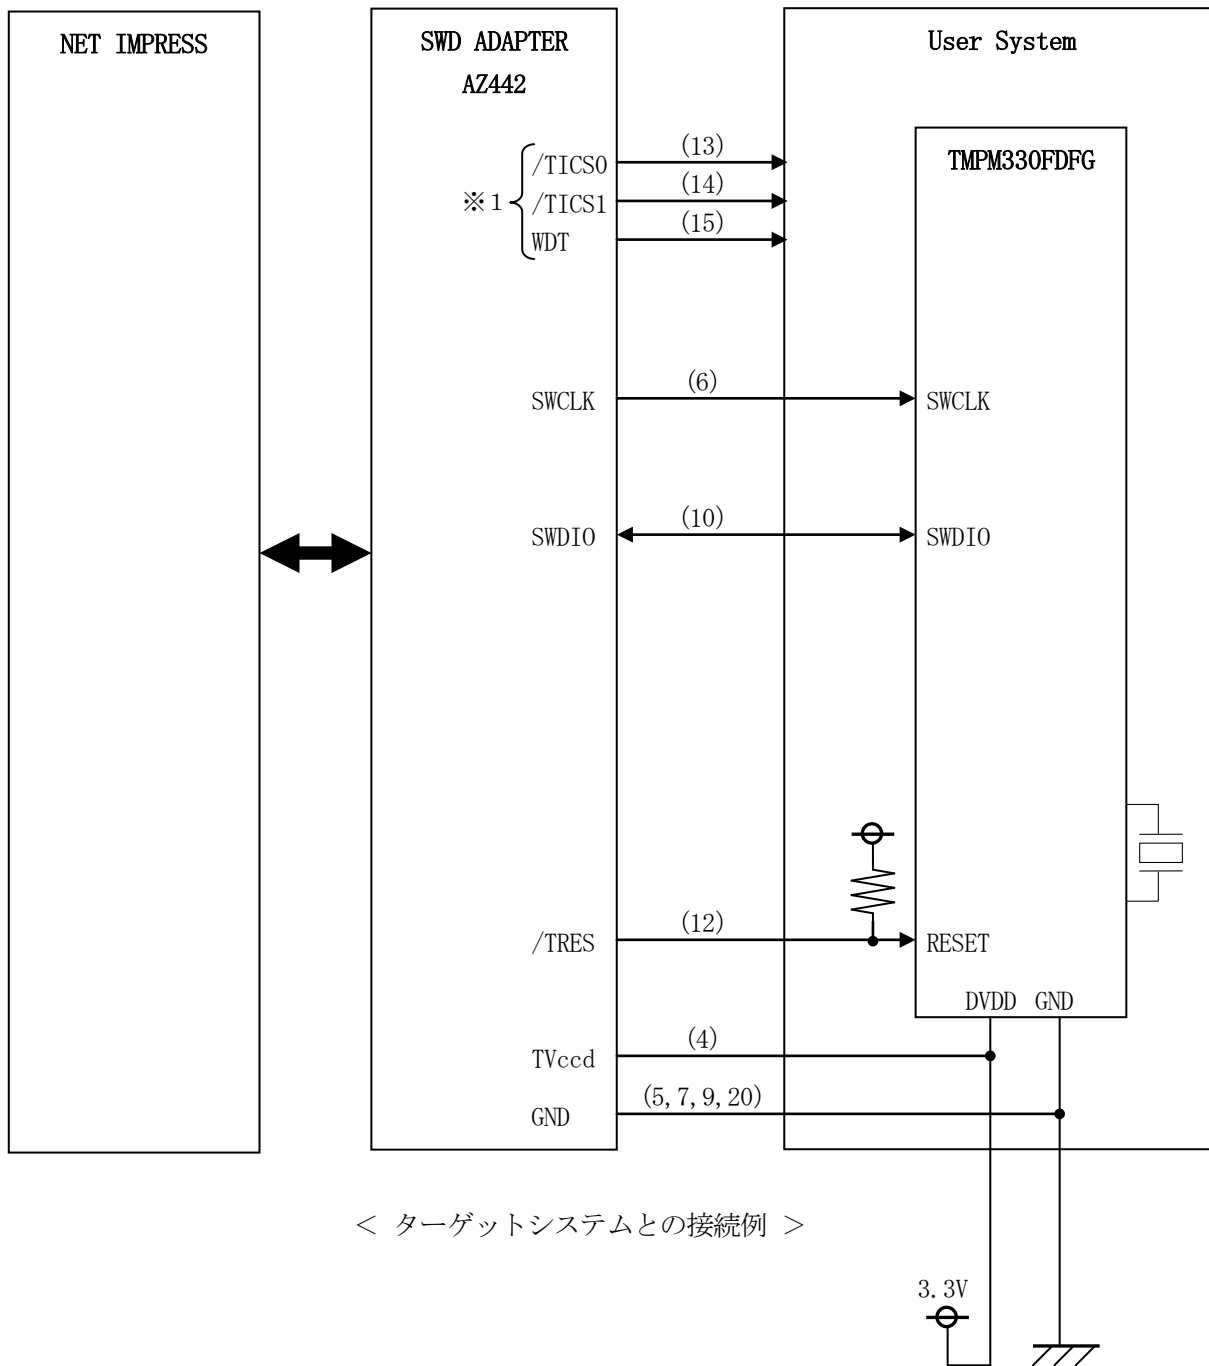 NET IMPRESS
SWD ADAPTER
AZ442
User System
TMPM330FDFG
※1
/TICS0
(13)
/TICS1
(14)
WDT
(15)
SWCLK
(6)
SWCLK
SWDIO
(10)
SWDIO
/TRES
(12)
RESET
DVDD GND
TVccd
(4)
GND
(5,7,9,20)
< ターゲットシステムとの接続例 >
3.3V